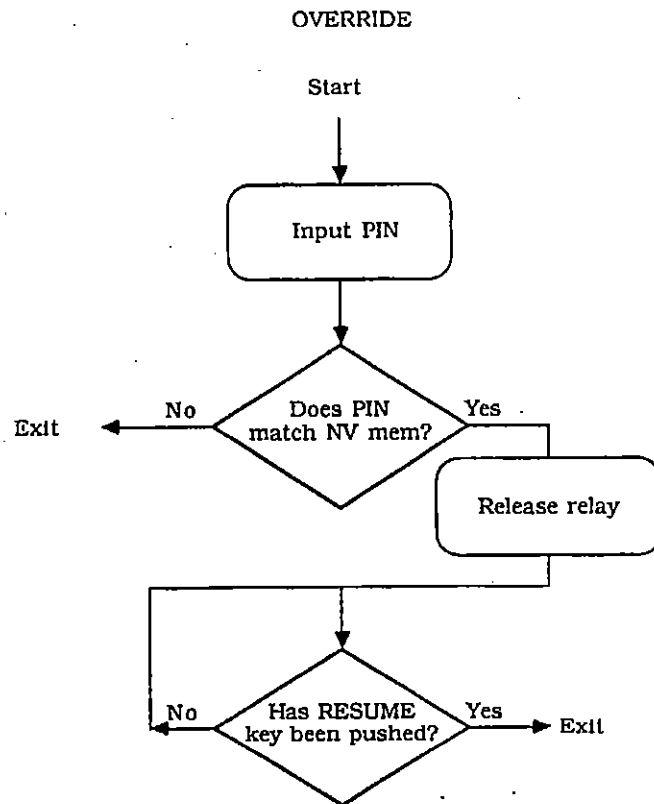 OVERRIDE
Start
Input PIN
Does PIN
match NV mem?
No
Yes
Exit
Release relay
Has RESUME
key been pushed?
No
Yes
Exit